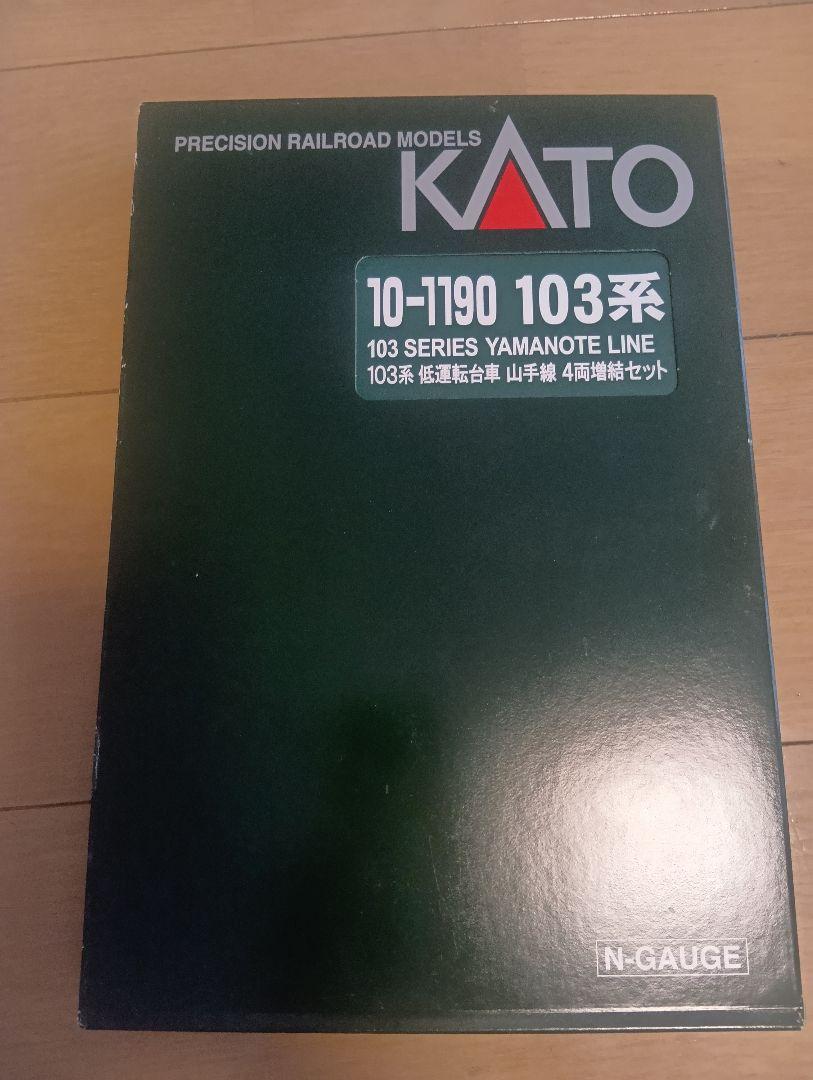 PRECISION RAILROAD MODELS
KATO
10-1190 103系
103 SERIES YAMANOTE LINE
103系 低運転台車 山手線 4両増結セット
N-GAUGE